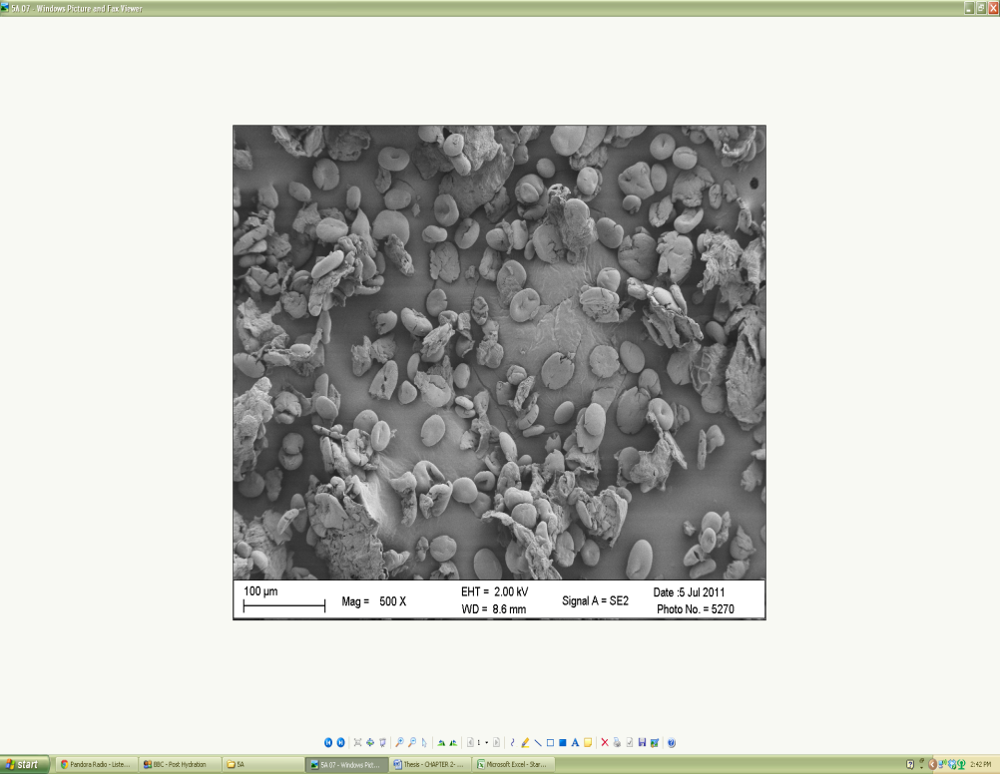 5A 07 - Windows Picture and Fax Viewer
100 µm
Mag = 500 X
EHT = 2.00 kV
WD = 8.6 mm
Signal A = SE2
Date :5 Jul 2011
Photo No. = 5270
1
start
Pandora Radio - Liste...
BBC - Post Hydration
5A
5A 07 - Windows Pict...
Thesis - CHAPTER 2- ...
Microsoft Excel - Star...
2:42 PM